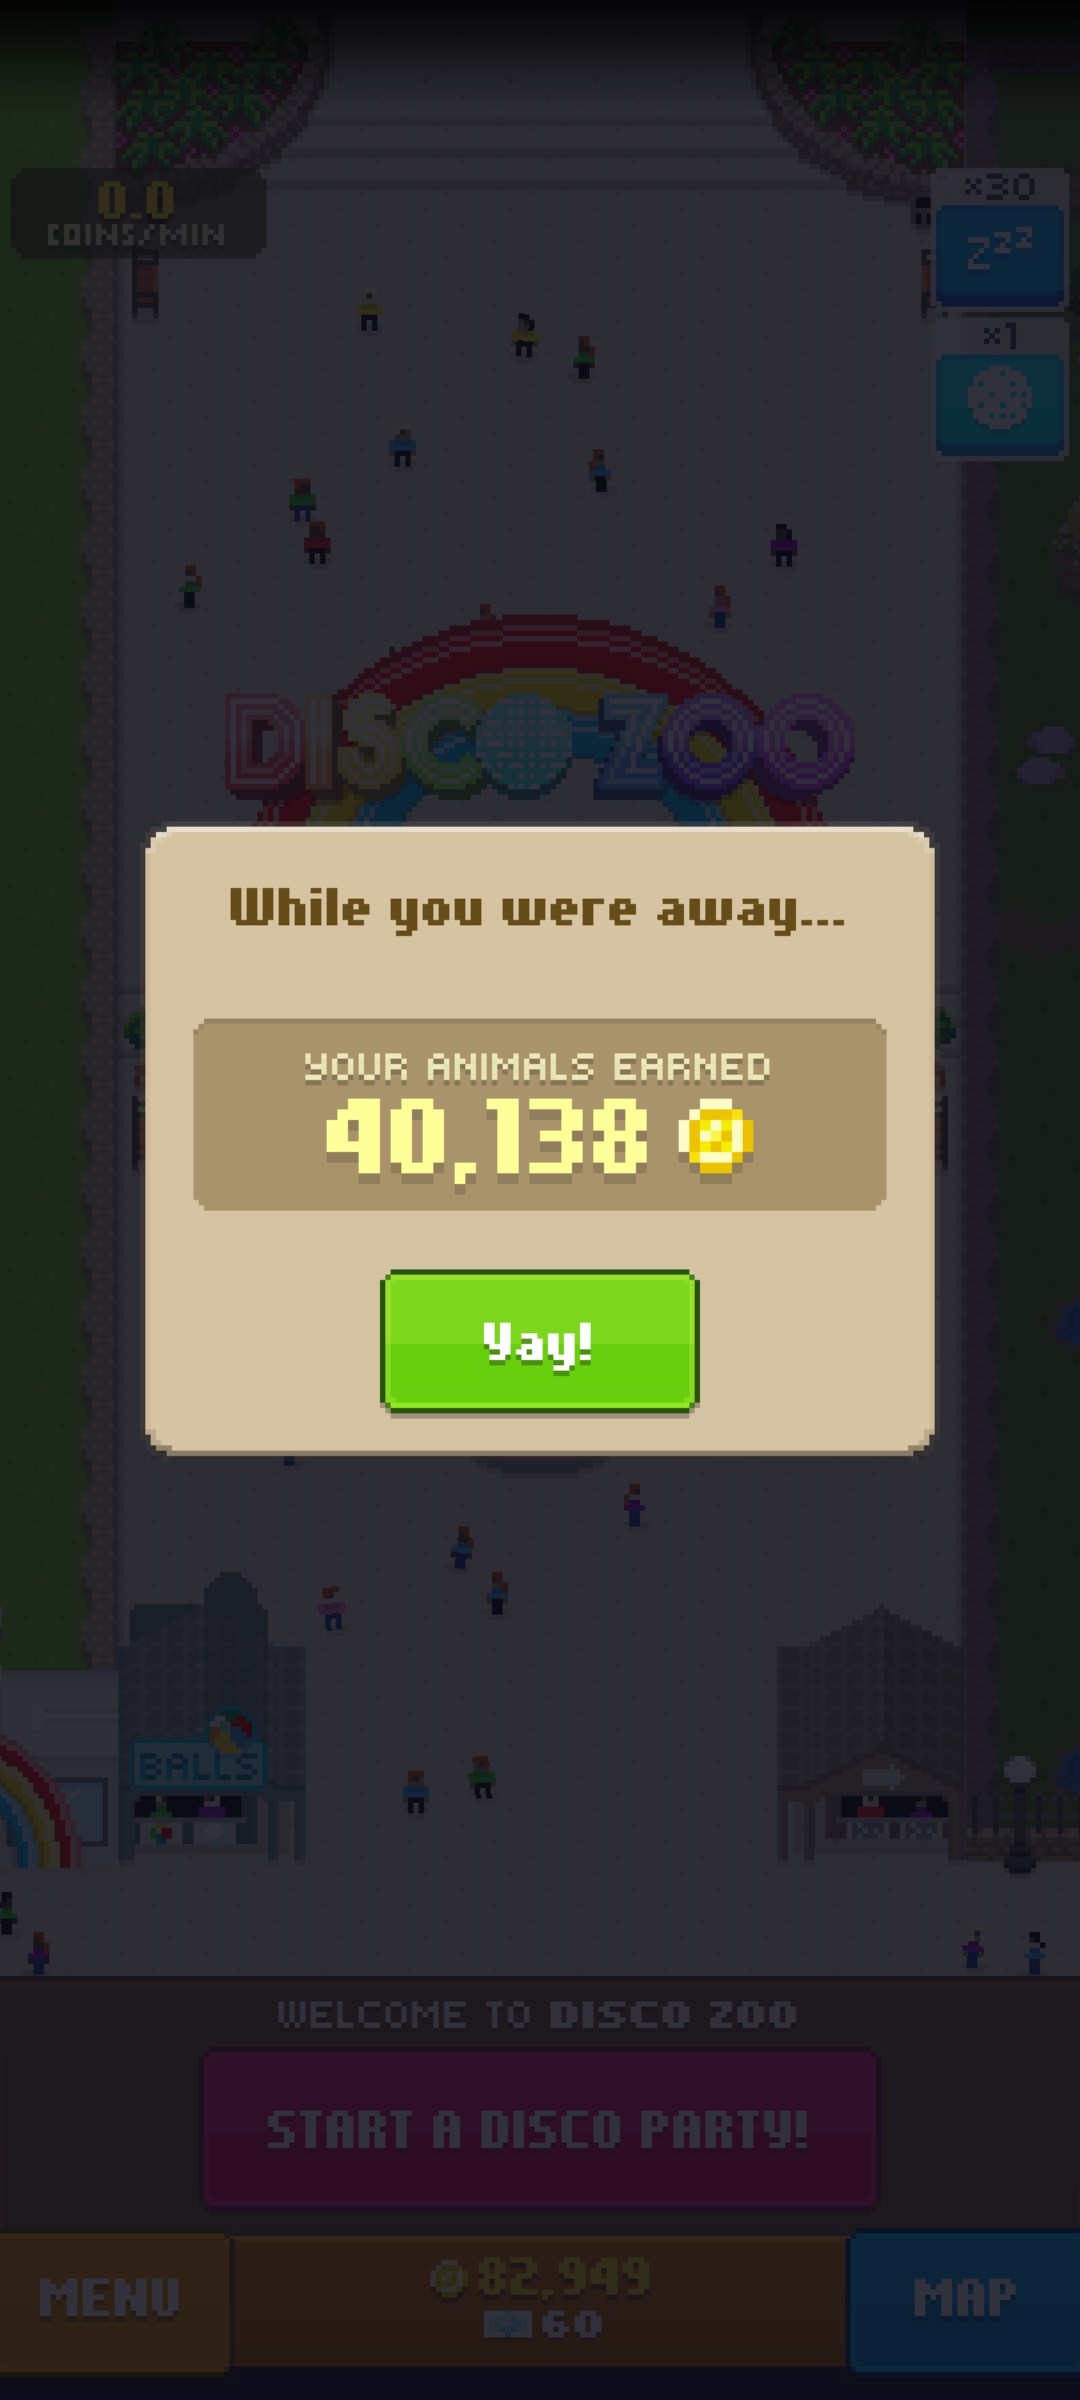 0.0
COINS/MIN
x30
zzz
x1
DISCO ZOO
While you were away...
YOUR ANIMALS EARNED
40,138
Yay!
BALLS
WELCOME TO DISCO ZOO
START A DISCO PARTY!
MENU
82,949
60
MAP